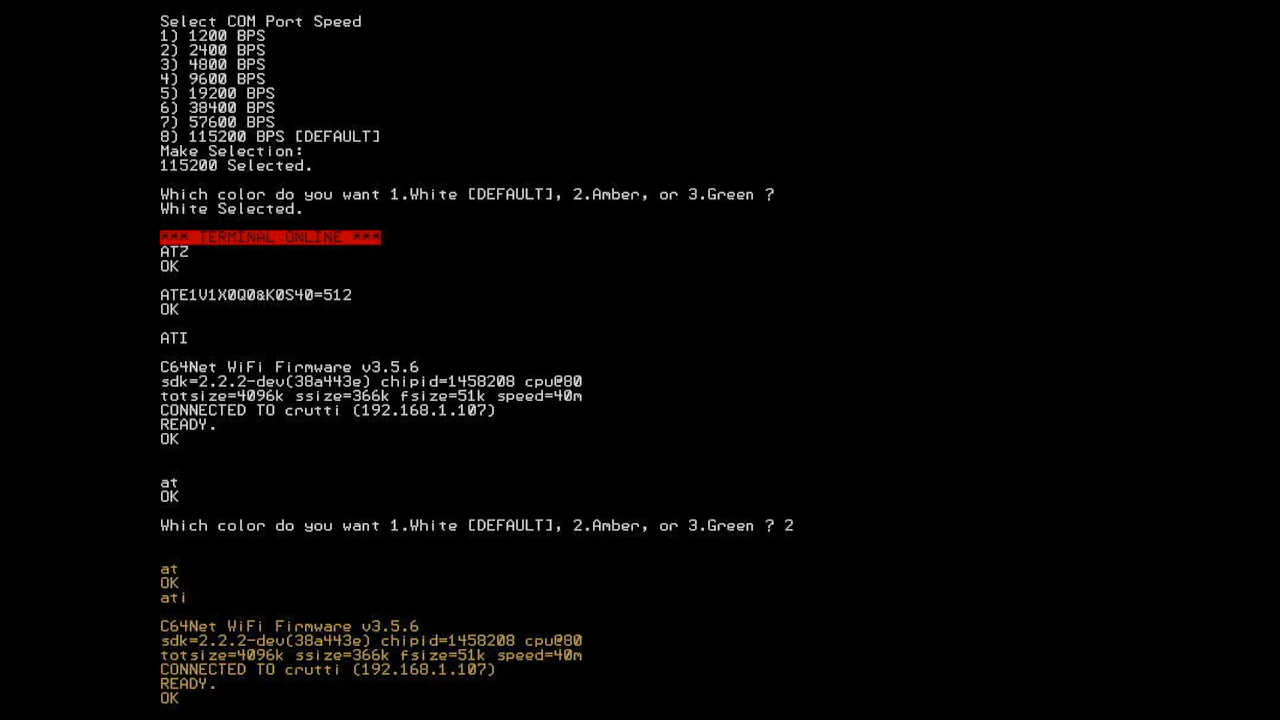 Select COM Port Speed
1) 1200 BPS
2) 2400 BPS
3) 4800 BPS
4) 9600 BPS
5) 19200 BPS
6) 38400 BPS
7) 57600 BPS
8) 115200 BPS [DEFAULT]
Make Selection:
115200 Selected.
Which color do you want 1.White [DEFAULT], 2.Amber, or 3.Green ?
White Selected.
*** TERMINAL ONLINE ***
ATZ
OK
ATE1V1X0Q0&K0S40=512
OK
ATI
C64Net WiFi Firmware v3.5.6
sdk=2.2.2-dev(38a443e) chipid=1458208 cpu@80
totsize=4096k ssize=366k fsize=51k speed=40m
CONNECTED TO crutti (192.168.1.107)
READY.
OK
at
OK
Which color do you want 1.White [DEFAULT], 2.Amber, or 3.Green ? 2
at
OK
ati
C64Net WiFi Firmware v3.5.6
sdk=2.2.2-dev(38a443e) chipid=1458208 cpu@80
totsize=4096k ssize=366k fsize=51k speed=40m
CONNECTED TO crutti (192.168.1.107)
READY.
OK